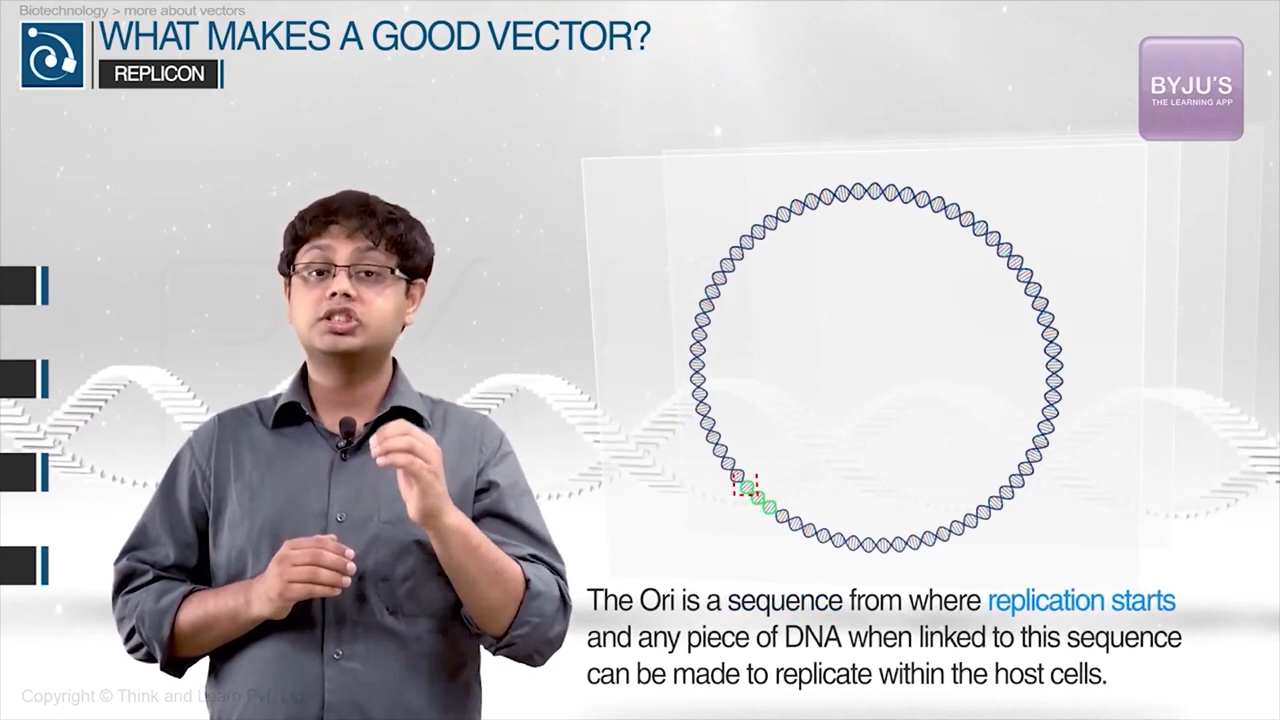 Biotechnology > more about vectors
WHAT MAKES A GOOD VECTOR?
REPLICON
BYJU'S
THE LEARNING APP
The Ori is a sequence from where replication starts
and any piece of DNA when linked to this sequence
can be made to replicate within the host cells.
Copyright © Think and Learn Pvt. Ltd